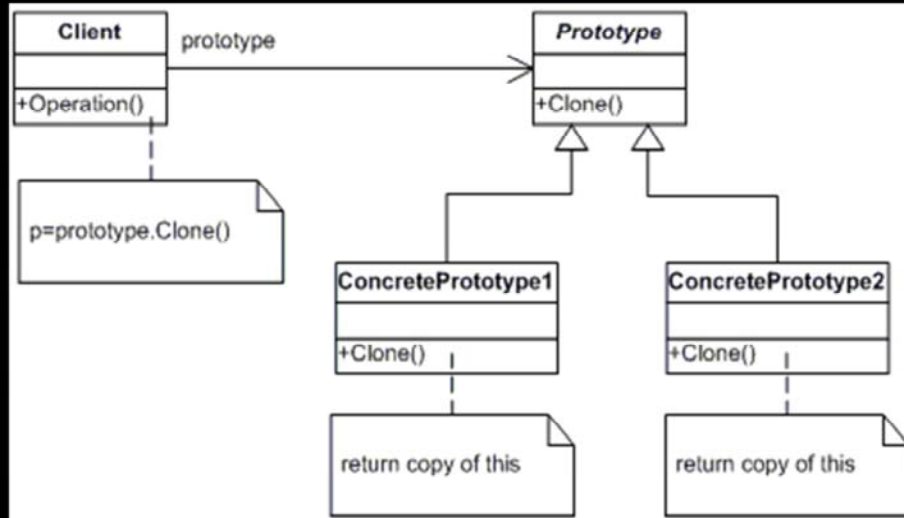 Client
prototype
Prototype
+Operation()
+Clone()
p=prototype.Clone()
ConcretePrototype1
ConcretePrototype2
+Clone()
+Clone()
return copy of this
return copy of this